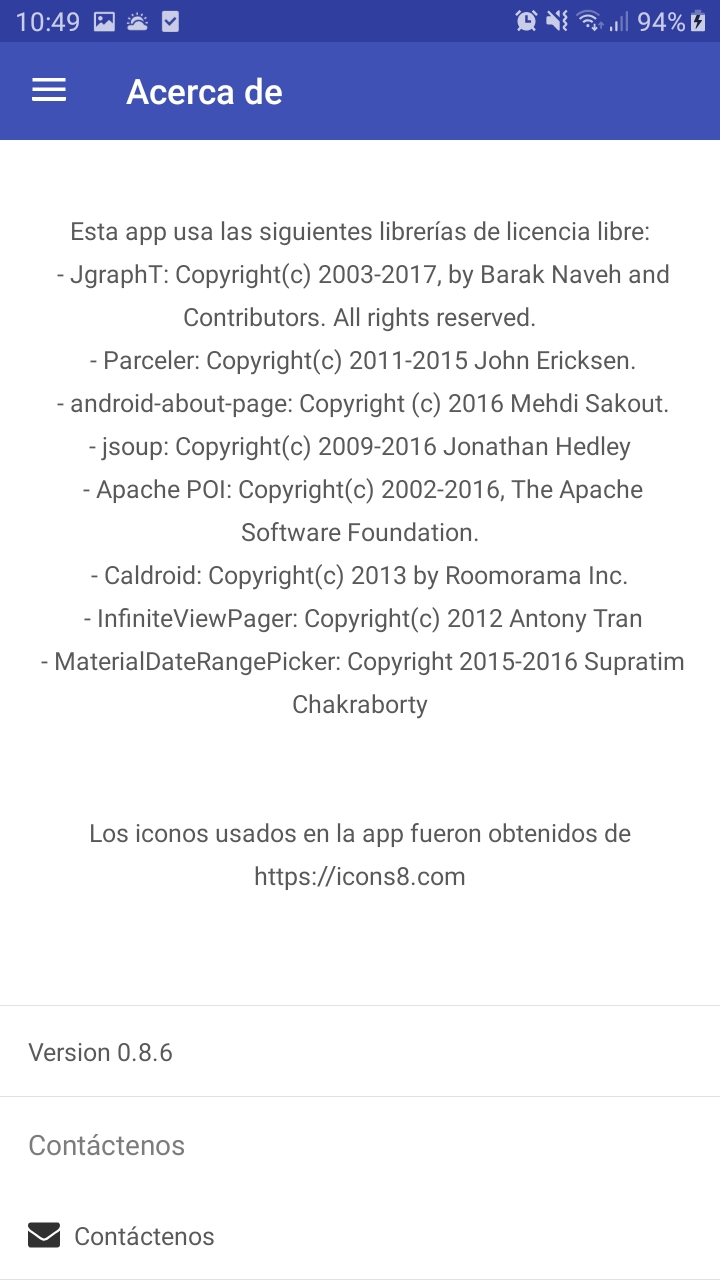 10:49
94%
Acerca de
Esta app usa las siguientes librerías de licencia libre:
- JgraphT: Copyright(c) 2003-2017, by Barak Naveh and
Contributors. All rights reserved.
- Parceler: Copyright(c) 2011-2015 John Ericksen.
- android-about-page: Copyright (c) 2016 Mehdi Sakout.
- jsoup: Copyright(c) 2009-2016 Jonathan Hedley
- Apache POI: Copyright(c) 2002-2016, The Apache
Software Foundation.
- Caldroid: Copyright(c) 2013 by Roomorama Inc.
- InfiniteViewPager: Copyright(c) 2012 Antony Tran
- MaterialDateRangePicker: Copyright 2015-2016 Supratim
Chakraborty
Los iconos usados en la app fueron obtenidos de
https://icons8.com
Version 0.8.6
Contáctenos
Contáctenos